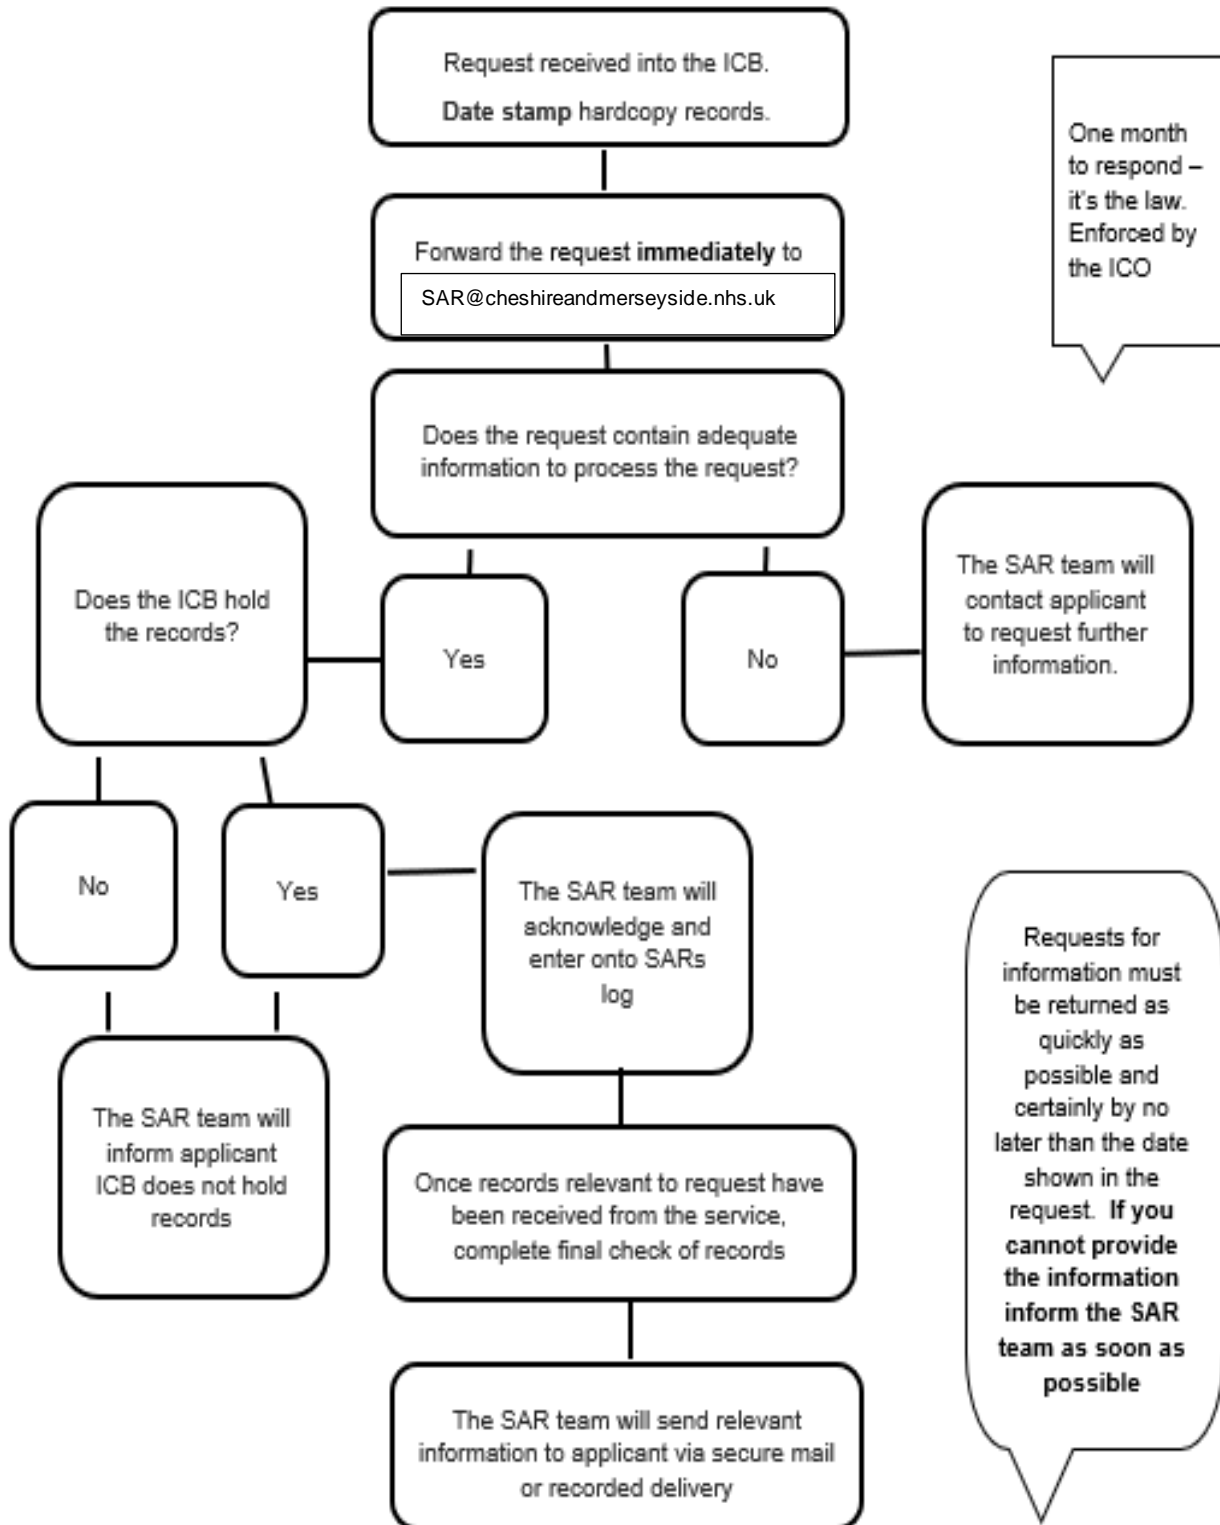 Request received into the ICB.
Date stamp hardcopy records.
One month
to respond –
it's the law.
Enforced by
the ICO
Forward the request immediately to
SAR@cheshireandmerseyside.nhs.uk
Does the request contain adequate
information to process the request?
Does the ICB hold
the records?
Yes
No
The SAR team will
contact applicant
to request further
information.
No
Yes
The SAR team will
acknowledge and
enter onto SARs
log
Requests for
information must
be returned as
quickly as
possible and
certainly by no
later than the date
shown in the
request. If you
cannot provide
the information
inform the SAR
team as soon as
possible
The SAR team will
inform applicant
ICB does not hold
records
Once records relevant to request have
been received from the service,
complete final check of records
The SAR team will send relevant
information to applicant via secure mail
or recorded delivery